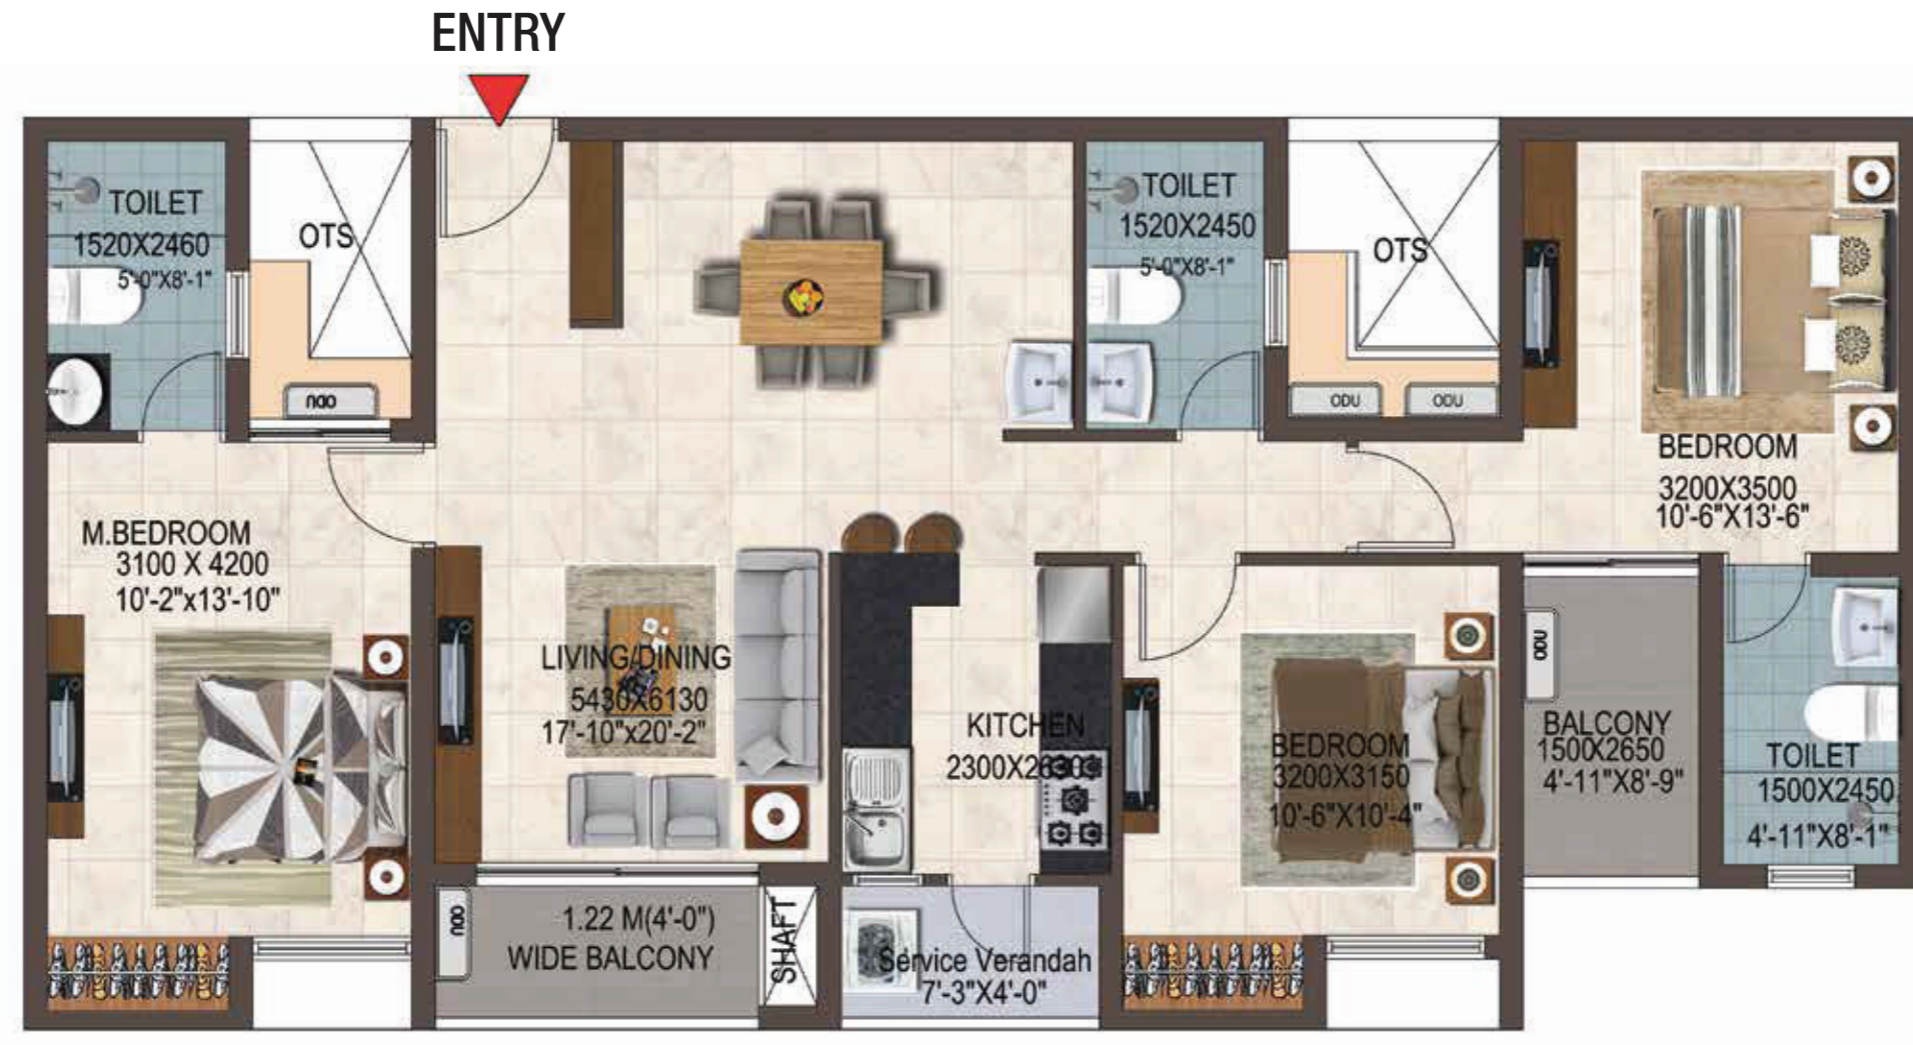 ENTRY
TOILET
1520X2460
5'-0"X8'-1"
OTS
ODU
TOILET
1520X2450
5'-0"X8'-1"
OTS
ODU
ODU
BEDROOM
3200X3500
10'-6"X13'-6"
M.BEDROOM
3100 X 4200
10'-2"x13'-10"
LIVING/DINING
5430X6130
17'-10"x20'-2"
KITCHEN
BEDROOM
3200X3150
10'-6"X10'-4"
ODU
BALCONY
1500X2650
4'-11"X8'-9"
TOILET
1500X2450
4'-11"X8'-1"
ODU
1.22 M(4'-0")
WIDE BALCONY
SHAFT
Service Verandah
7'-3"X4'-0"